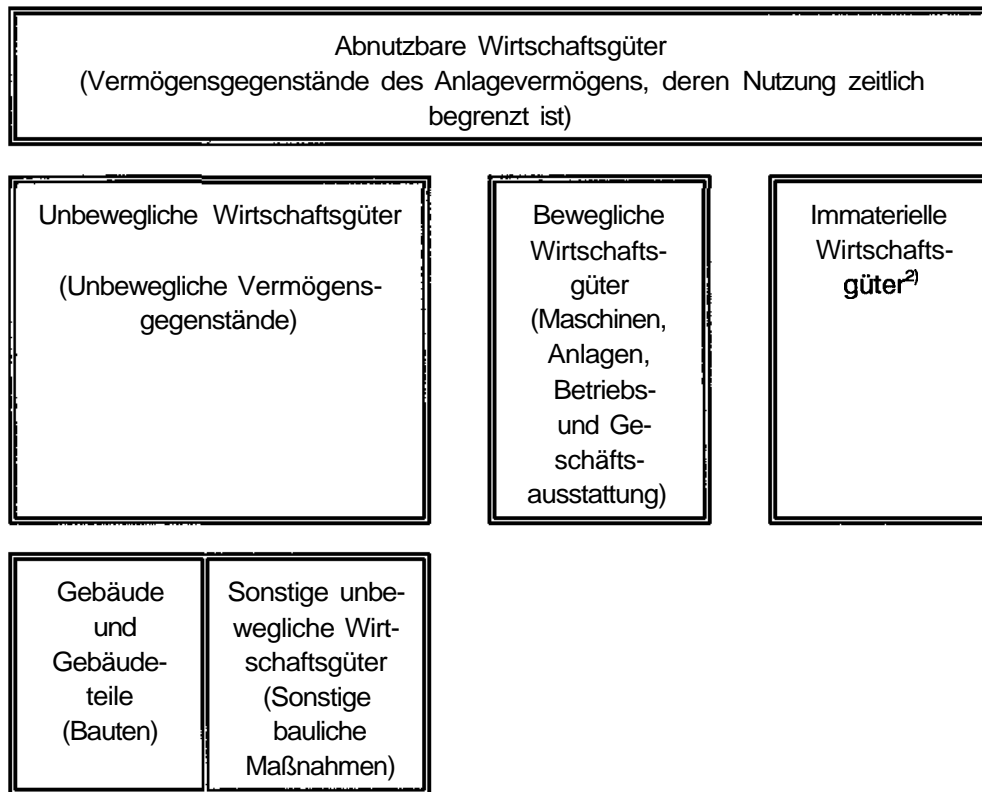 Abnutzbare Wirtschaftsgüter
(Vermögensgegenstände des Anlagevermögens, deren Nutzung zeitlich
begrenzt ist)
Unbewegliche Wirtschaftsgüter
(Unbewegliche Vermögens-
gegenstände)
Bewegliche
Wirtschafts-
güter
(Maschinen,
Anlagen,
Betriebs-
und Ge-
schäfts-
ausstattung)
Immaterielle
Wirtschafts-
güter²⁾
Gebäude
und
Gebäude-
teile
(Bauten)
Sonstige unbe-
wegliche Wirt-
schaftsgüter
(Sonstige
bauliche
Maßnahmen)